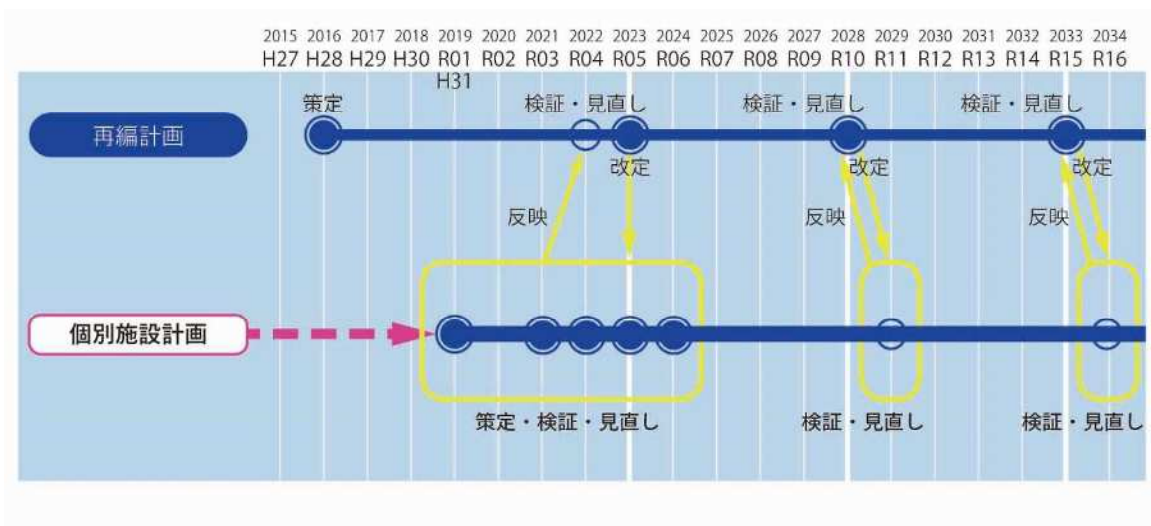 2015 2016 2017 2018 2019 2020 2021 2022 2023 2024 2025 2026 2027 2028 2029 2030 2031 2032 2033 2034
H27 H28 H29 H30 R01 R02 R03 R04 R05 R06 R07 R08 R09 R10 R11 R12 R13 R14 R15 R16
H31
策定 検証・見直し 検証・見直し 検証・見直し
再編計画
改定 改定 改定
反映 反映 反映
個別施設計画
策定・検証・見直し 検証・見直し 検証・見直し